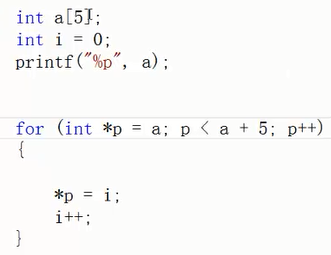 int a[5];
int i = 0;
printf("%p", a);
for (int *p = a; p < a + 5; p++)
{
*p = i;
i++;
}